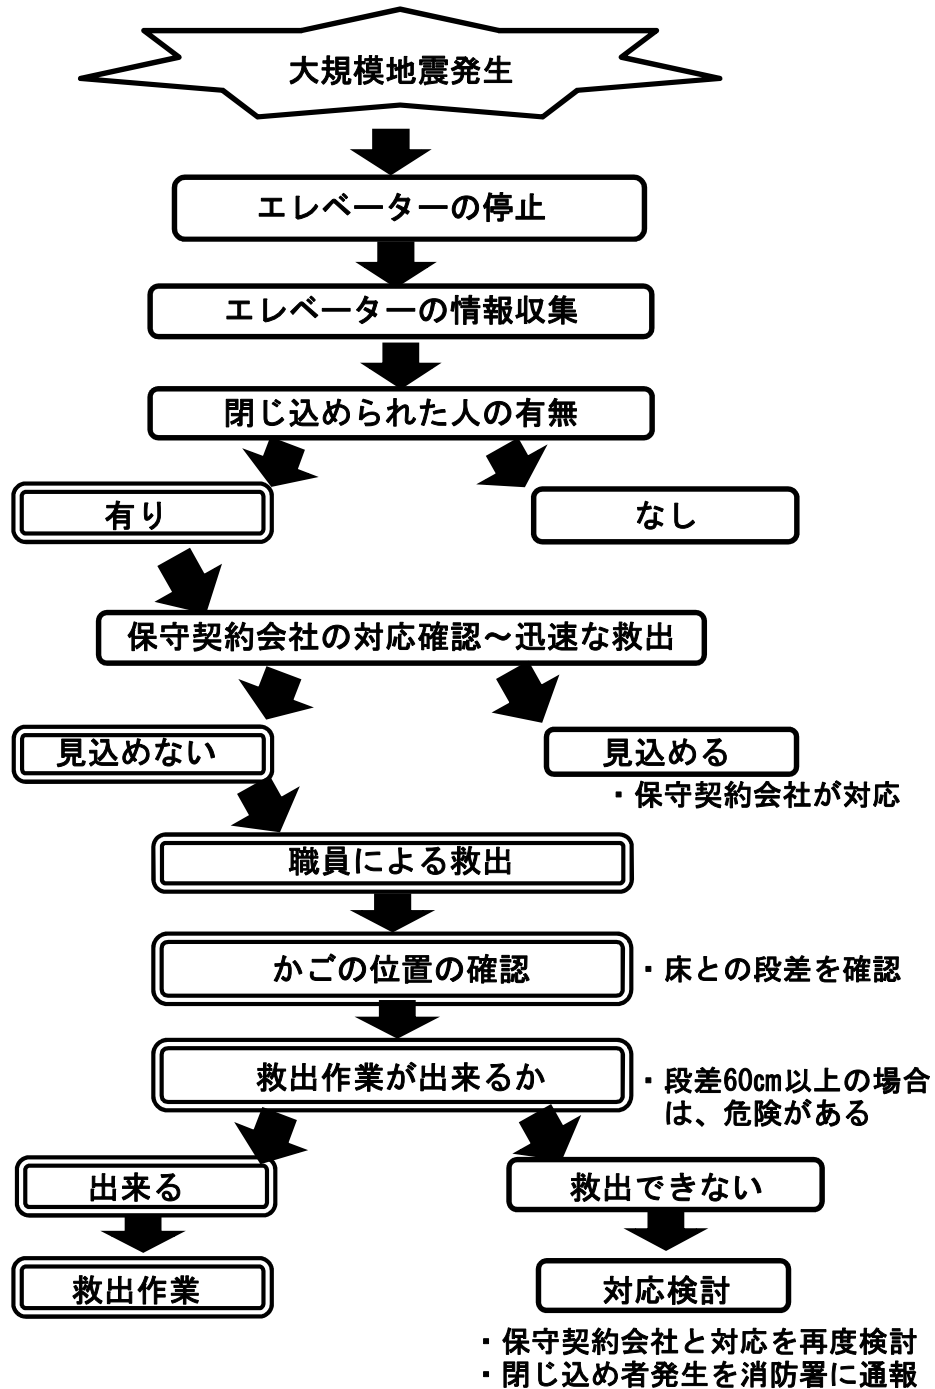 大規模地震発生
エレベーターの停止
エレベーターの情報収集
閉じ込められた人の有無
有り
なし
保守契約会社の対応確認～迅速な救出
見込めない
見込める
・保守契約会社が対応
職員による救出
かごの位置の確認
・床との段差を確認
救出作業が出来るか
・段差60㎝以上の場合
は、危険がある
出来る
救出できない
救出作業
対応検討
・保守契約会社と対応を再度検討
・閉じ込め者発生を消防署に通報